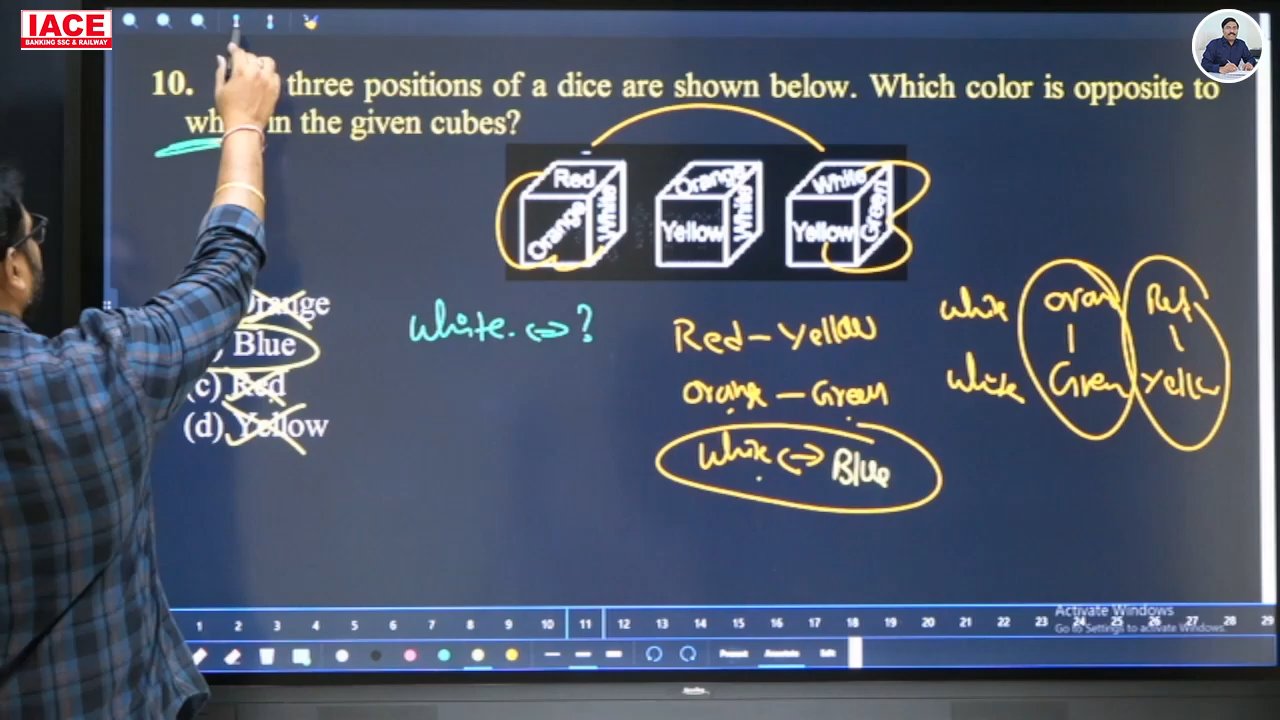 IACE
BANKING SSC & RAILWAY
10. three positions of a dice are shown below. Which color is opposite to
wh in the given cubes?
Red
Orange
White
Orange
Yellow
White
White
Yellow
Green
Orange
Blue
(c) Red
(d) Yellow
White. ↔ ?
Red - Yellow
Orange - Green
White ↔ Blue
White Orange Red
White Green Yellow
Activate Windows
Go to Settings to activate Windows.
1 2 3 4 5 6 7 8 9 10 11 12 13 14 15 16 17 18 19 20 21 22 23 24 25 26 27 28 29
Present Annotate Edit